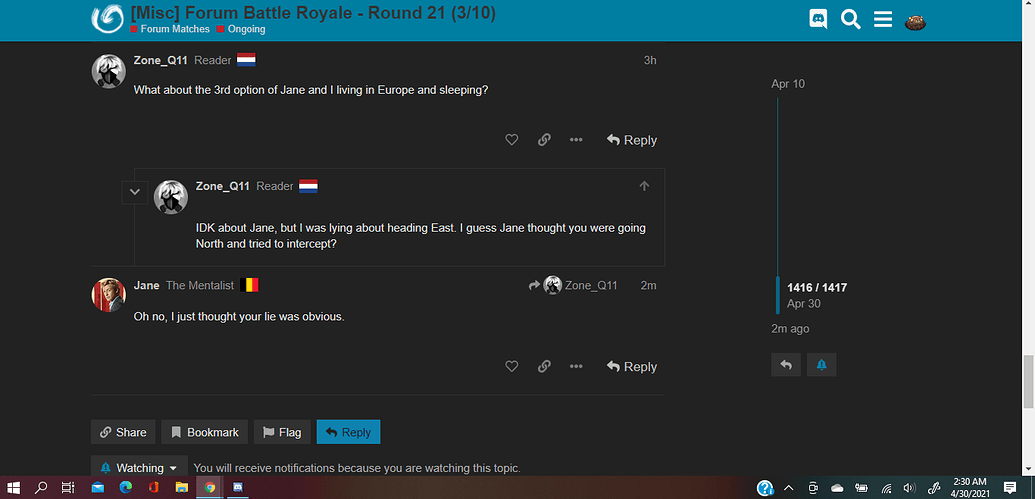 [Misc] Forum Battle Royale - Round 21 (3/10)
Forum Matches Ongoing
Zone_Q11 Reader 3h
What about the 3rd option of Jane and I living in Europe and sleeping?
Reply
Zone_Q11 Reader
IDK about Jane, but I was lying about heading East. I guess Jane thought you were going
North and tried to intercept?
Jane The Mentalist Zone_Q11 2m
Oh no, I just thought your lie was obvious.
Reply
Share Bookmark Flag Reply
Watching You will receive notifications because you are watching this topic.
Apr 10
1416 / 1417
Apr 30
2m ago
2:30 AM
4/30/2021